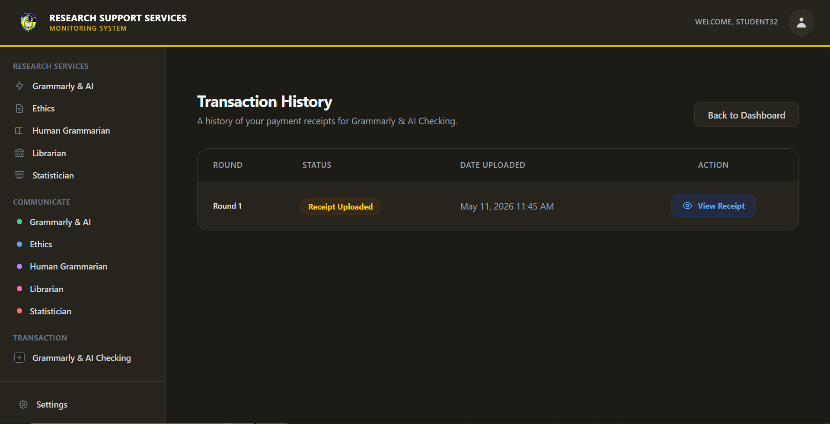 RESEARCH SUPPORT SERVICES
MONITORING SYSTEM
WELCOME, STUDENT32
RESEARCH SERVICES
Grammarly & AI
Ethics
Human Grammarian
Librarian
Statistician
COMMUNICATE
Grammarly & AI
Ethics
Human Grammarian
Librarian
Statistician
TRANSACTION
Grammarly & AI Checking
Settings
Transaction History
A history of your payment receipts for Grammarly & AI Checking.
Back to Dashboard
ROUND STATUS DATE UPLOADED ACTION
Round 1 Receipt Uploaded May 11, 2026 11:45 AM View Receipt